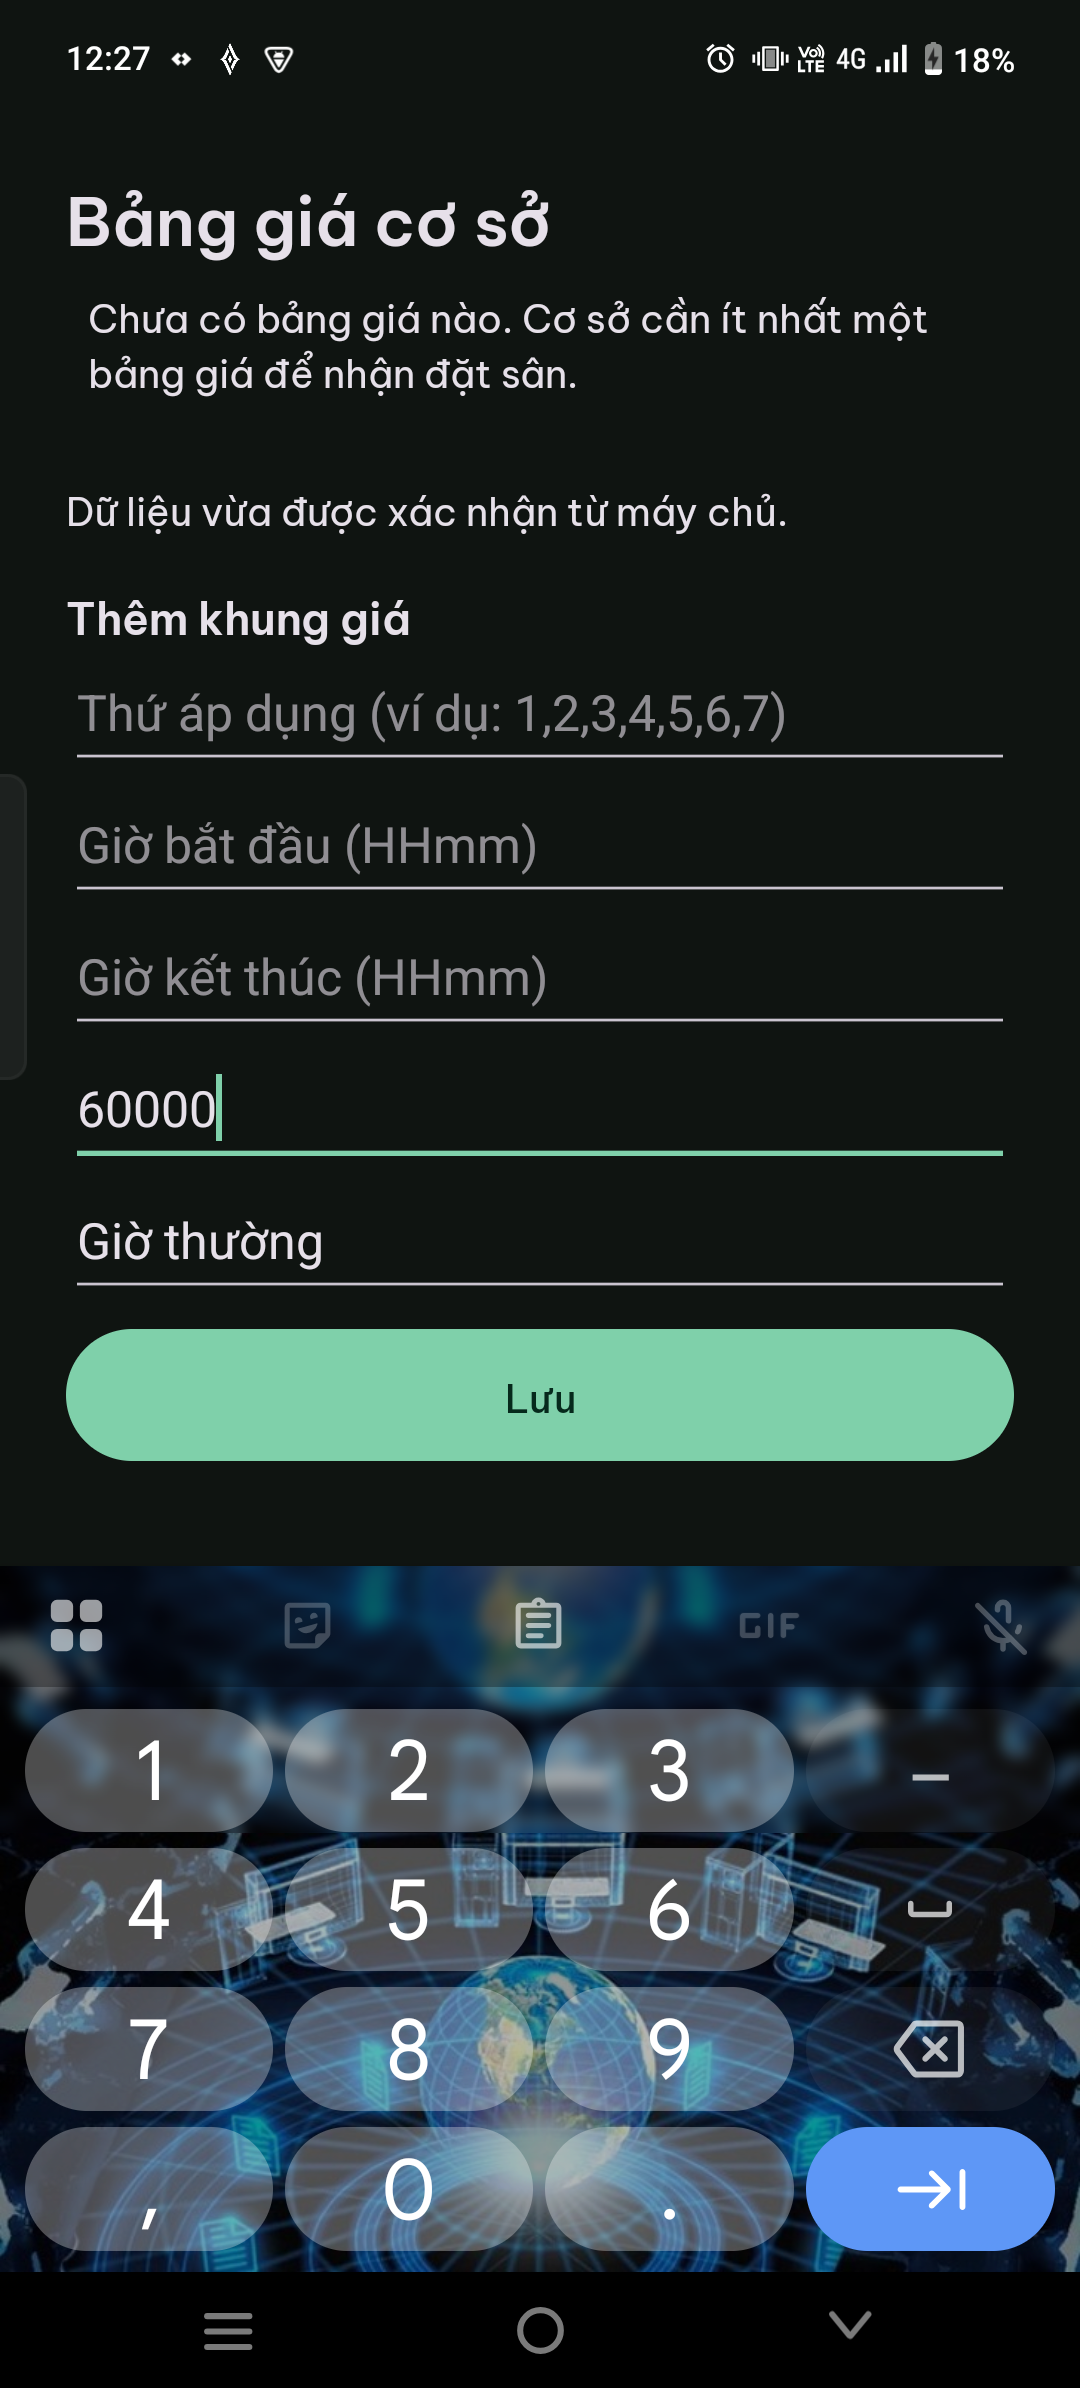 12:27
Vo) LTE 4G 18%
Bảng giá cơ sở
Chưa có bảng giá nào. Cơ sở cần ít nhất một
bảng giá để nhận đặt sân.
Dữ liệu vừa được xác nhận từ máy chủ.
Thêm khung giá
Thứ áp dụng (ví dụ: 1,2,3,4,5,6,7)
Giờ bắt đầu (HHmm)
Giờ kết thúc (HHmm)
60000
Giờ thường
Lưu
GIF
1 2 3 –
4 5 6
7 8 9
, 0 .